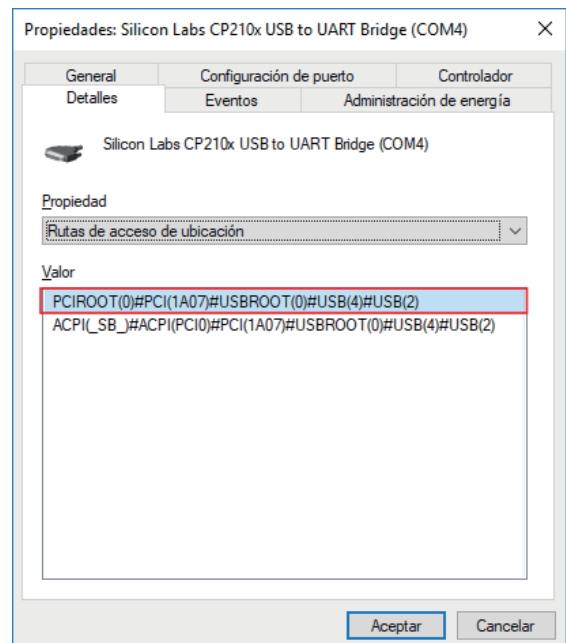 Propiedades: Silicon Labs CP210x USB to UART Bridge (COM4)
General Configuración de puerto Controlador
Detalles Eventos Administración de energía
Silicon Labs CP210x USB to UART Bridge (COM4)
Propiedad
Rutas de acceso de ubicación
Valor
PCIROOT(0)#PCI(1A07)#USBROOT(0)#USB(4)#USB(2)
ACPI(_SB_)#ACPI(PCI0)#PCI(1A07)#USBROOT(0)#USB(4)#USB(2)
Aceptar Cancelar